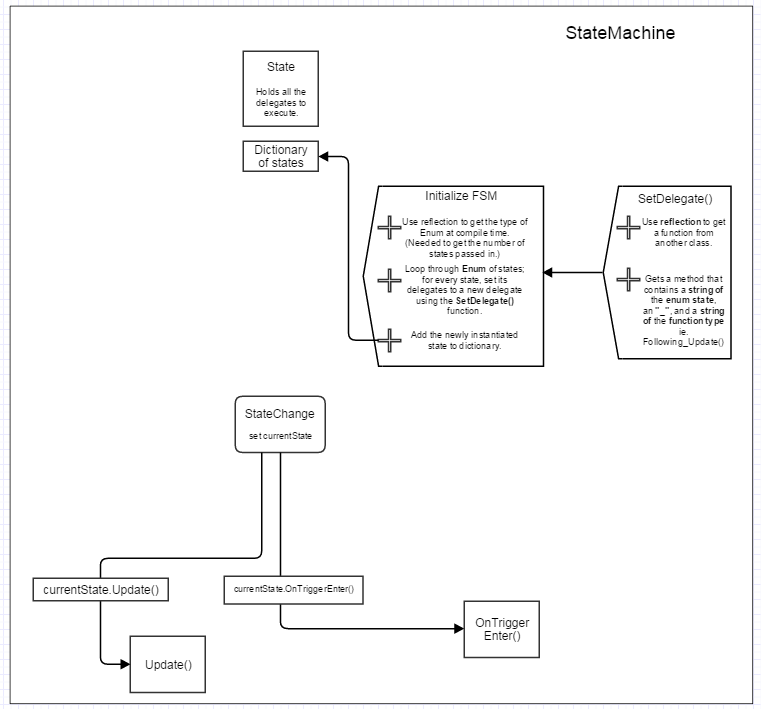 StateMachine
State
Holds all the
delegates to
execute.
Dictionary
of states
Initialize FSM
Use reflection to get the type of
Enum at compile time.
(Needed to get the number of
states passed in.)
Loop through Enum of states;
for every state, set its
delegates to a new delegate
using the SetDelegate()
function.
Add the newly instantiated
state to dictionary.
SetDelegate()
Use reflection to get
a function from
another class.
Gets a method that
contains a string of
the enum state,
an "_", and a string
of the function type
ie.
Following_Update()
StateChange
set currentState
currentState.Update()
currentState.OnTriggerEnter()
Update()
OnTrigger
Enter()